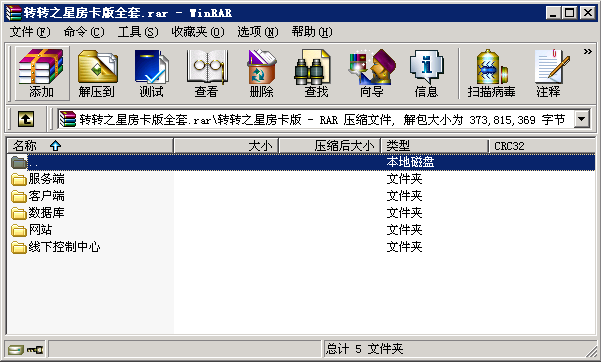 转转之星房卡版全套.rar - WinRAR
文件(F) 命令(C) 工具(S) 收藏夹(O) 选项(N) 帮助(H)
添加 解压到 测试 查看 删除 查找 向导 信息 扫描病毒 注释 »
转转之星房卡版全套.rar\转转之星房卡版 - RAR 压缩文件, 解包大小为 373,815,369 字节
名称 大小 压缩后大小 类型 CRC32
.. 本地磁盘
服务端 文件夹
客户端 文件夹
数据库 文件夹
网站 文件夹
线下控制中心 文件夹
总计 5 文件夹